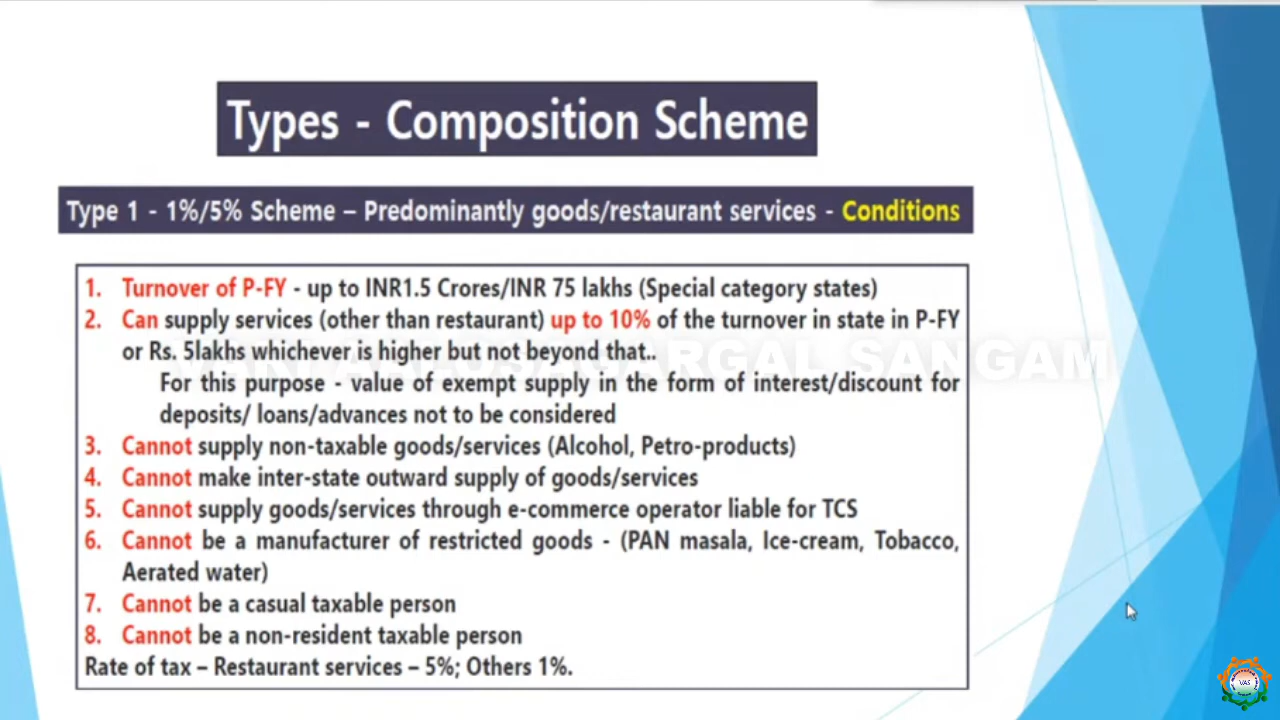 Types - Composition Scheme
Type 1 - 1%/5% Scheme – Predominantly goods/restaurant services - Conditions
1. Turnover of P-FY - up to INR1.5 Crores/INR 75 lakhs (Special category states)
2. Can supply services (other than restaurant) up to 10% of the turnover in state in P-FY
or Rs. 5lakhs whichever is higher but not beyond that..
For this purpose - value of exempt supply in the form of interest/discount for
deposits/ loans/advances not to be considered
3. Cannot supply non-taxable goods/services (Alcohol, Petro-products)
4. Cannot make inter-state outward supply of goods/services
5. Cannot supply goods/services through e-commerce operator liable for TCS
6. Cannot be a manufacturer of restricted goods - (PAN masala, Ice-cream, Tobacco,
Aerated water)
7. Cannot be a casual taxable person
8. Cannot be a non-resident taxable person
Rate of tax – Restaurant services – 5%; Others 1%.
SANGAM
VAS